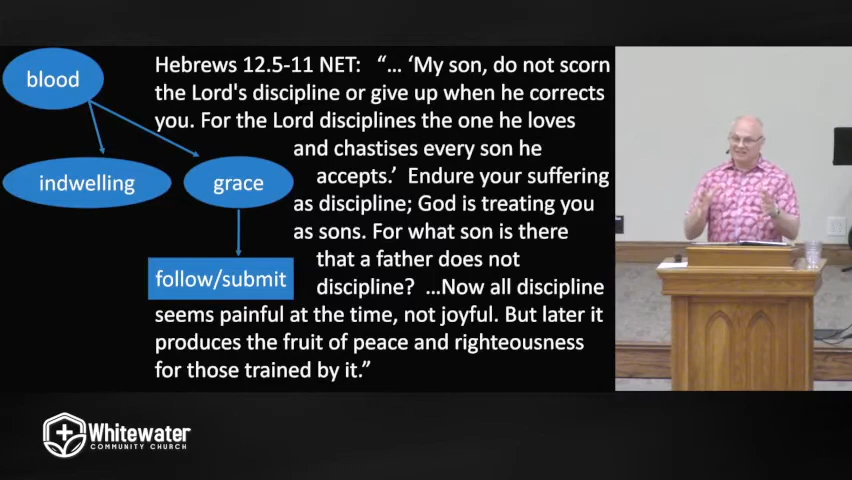 blood
indwelling
grace
follow/submit
Hebrews 12.5-11 NET: “... ‘My son, do not scorn
the Lord's discipline or give up when he corrects
you. For the Lord disciplines the one he loves
and chastises every son he
accepts.’ Endure your suffering
as discipline; God is treating you
as sons. For what son is there
that a father does not
discipline? ...Now all discipline
seems painful at the time, not joyful. But later it
produces the fruit of peace and righteousness
for those trained by it.”
Whitewater
COMMUNITY CHURCH